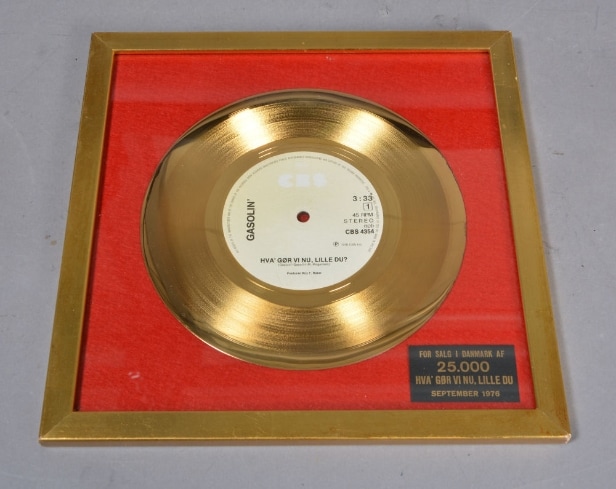 CBS
GASOLIN'
3:33
1
45 RPM
STEREO
CBS 4354
HVA' GØR VI NU, LILLE DU?
FOR SALG I DANMARK AF
25.000
HVA' GØR VI NU, LILLE DU
SEPTEMBER 1976